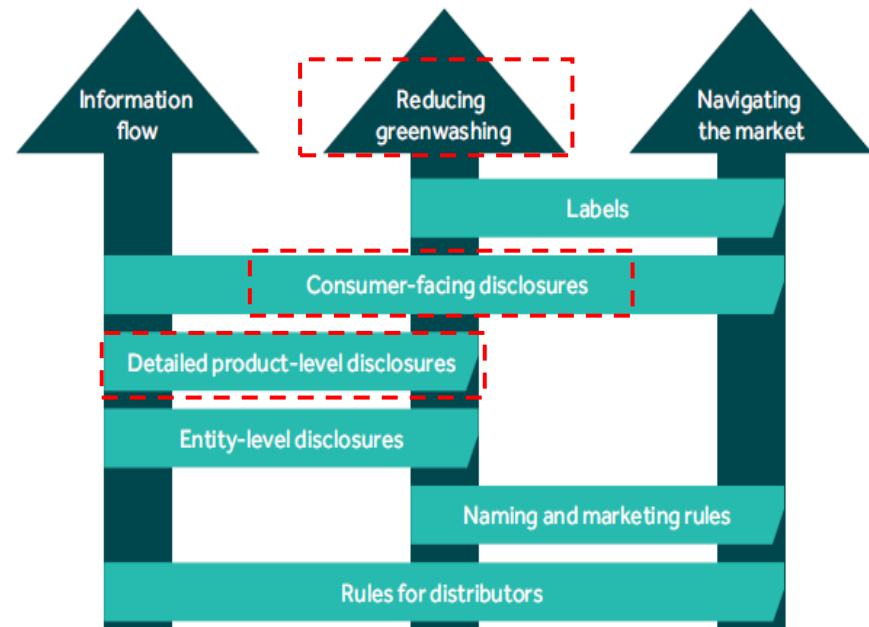 Information
flow
Reducing
greenwashing
Navigating
the market
Labels
Consumer-facing disclosures
Detailed product-level disclosures
Entity-level disclosures
Naming and marketing rules
Rules for distributors